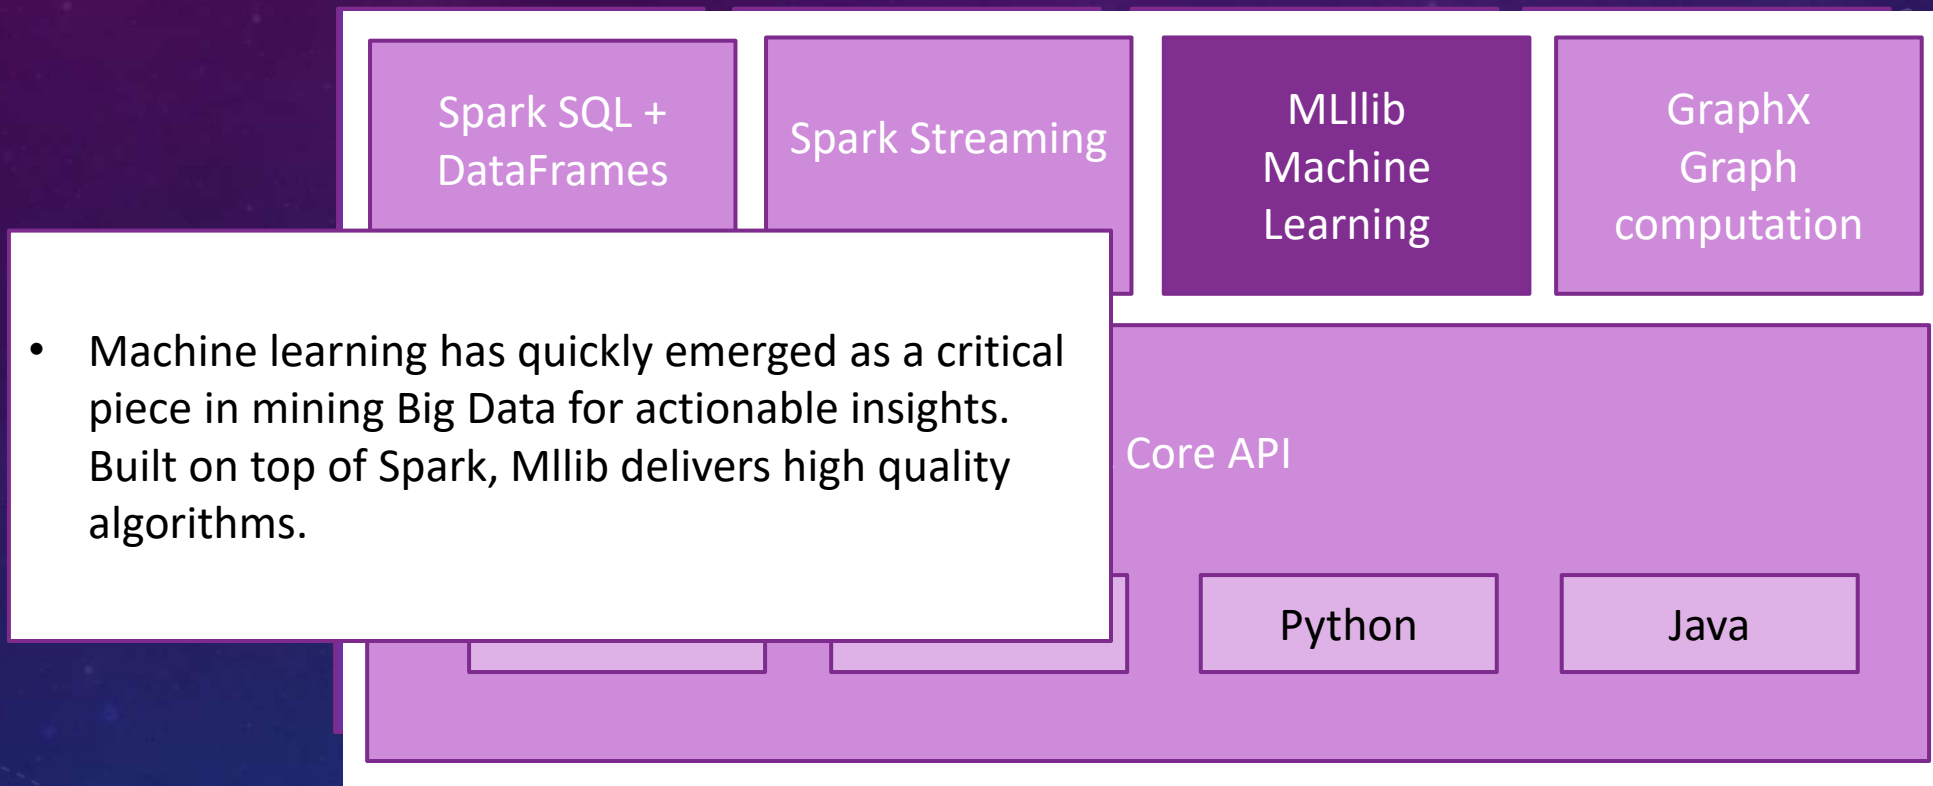 Spark SQL +
DataFrames
Spark Streaming
MLllib
Machine
Learning
GraphX
Graph
computation
• Machine learning has quickly emerged as a critical
piece in mining Big Data for actionable insights.
Built on top of Spark, Mllib delivers high quality
algorithms.
Core API
Python
Java